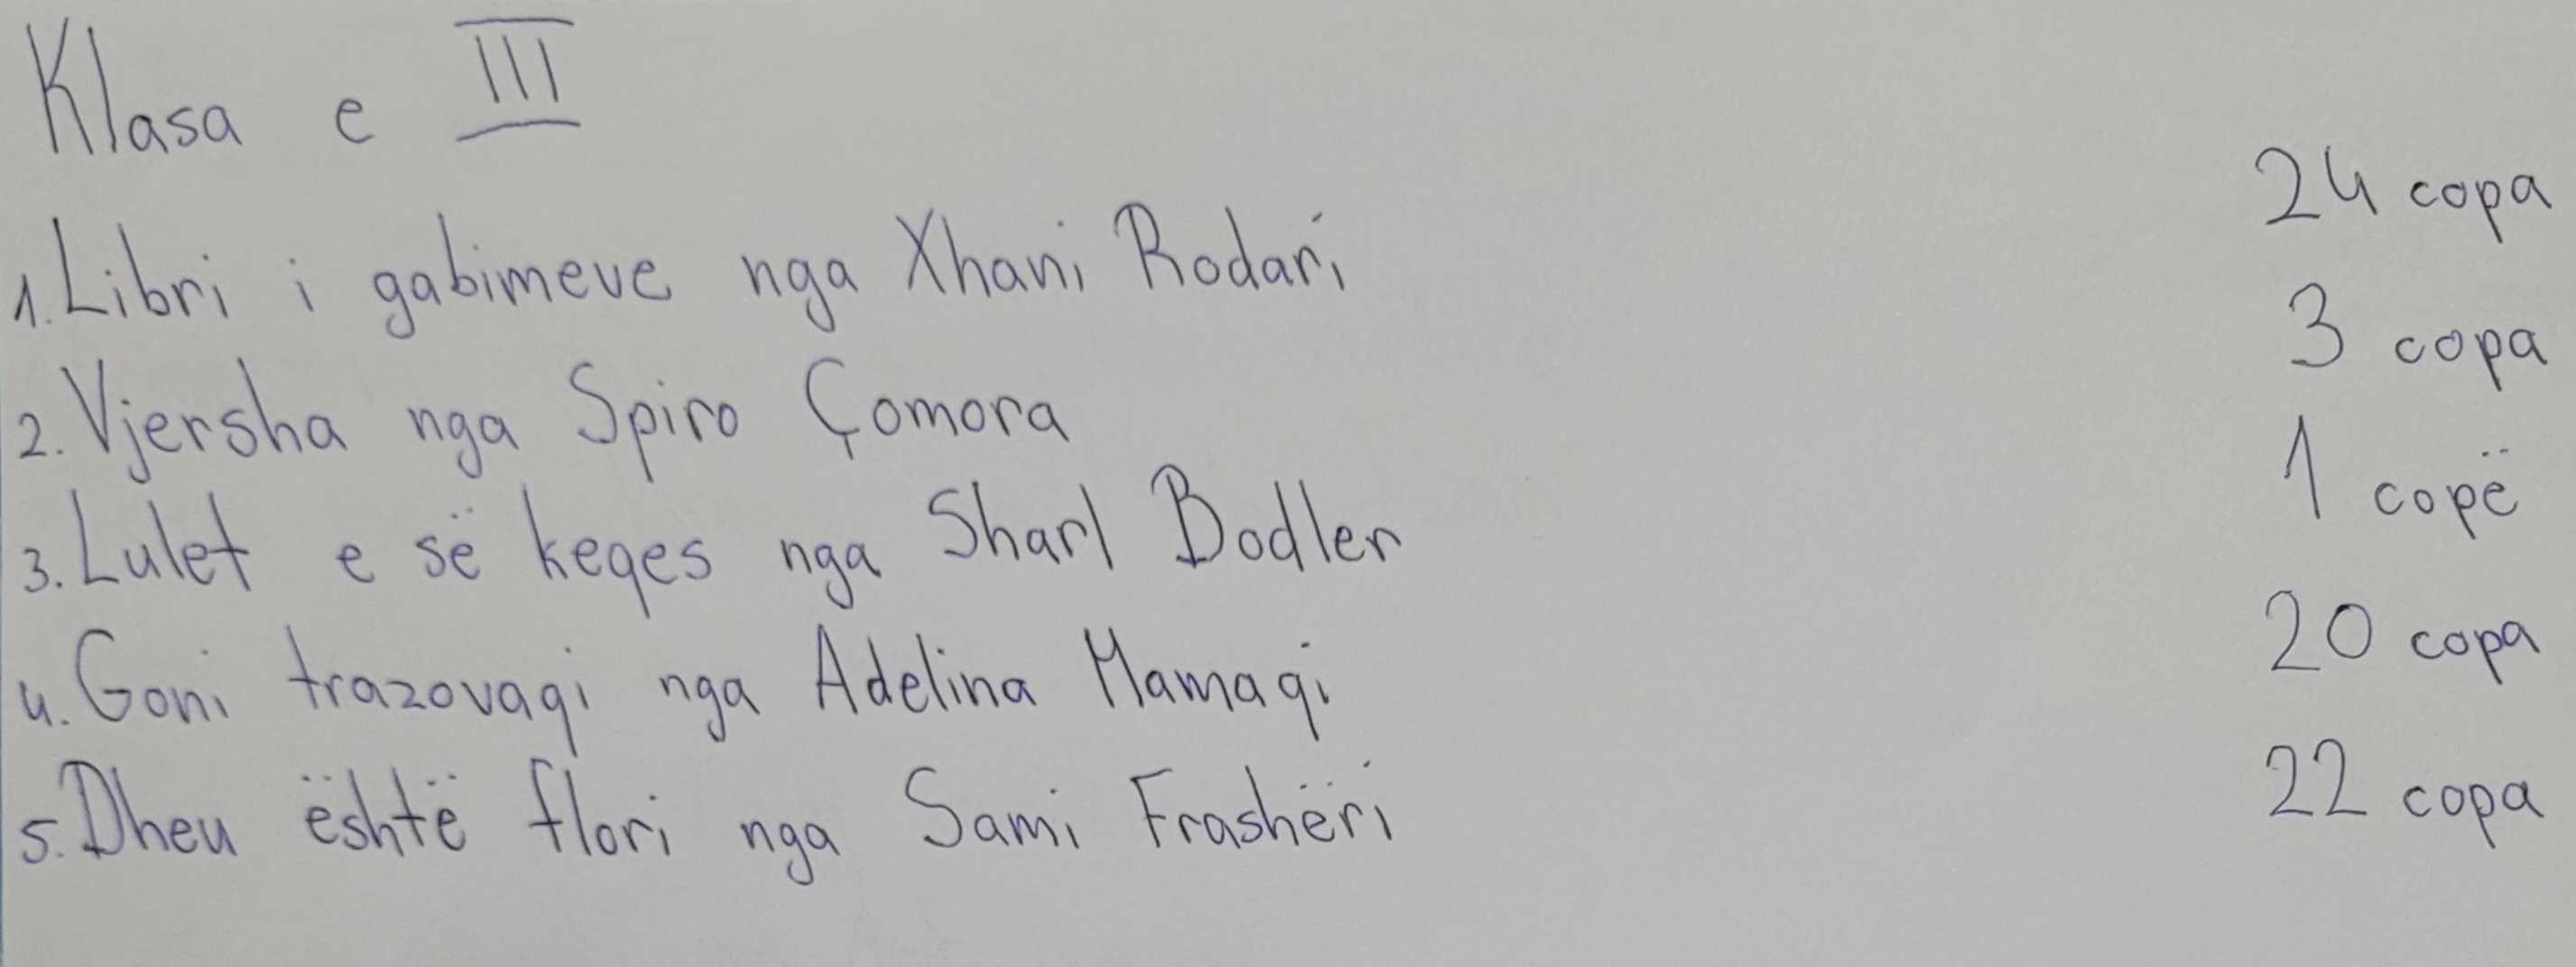 Klasa e III
1. Libri i gabimeve nga Xhani Rodari 24 copa
2. Vjersha nga Spiro Çomora 3 copa
3. Lulet e së keqes nga Sharl Bodler 1 copë
4. Goni trazovaqi nga Adelina Mamaqi 20 copa
5. Dheu është flori nga Sami Frashëri 22 copa